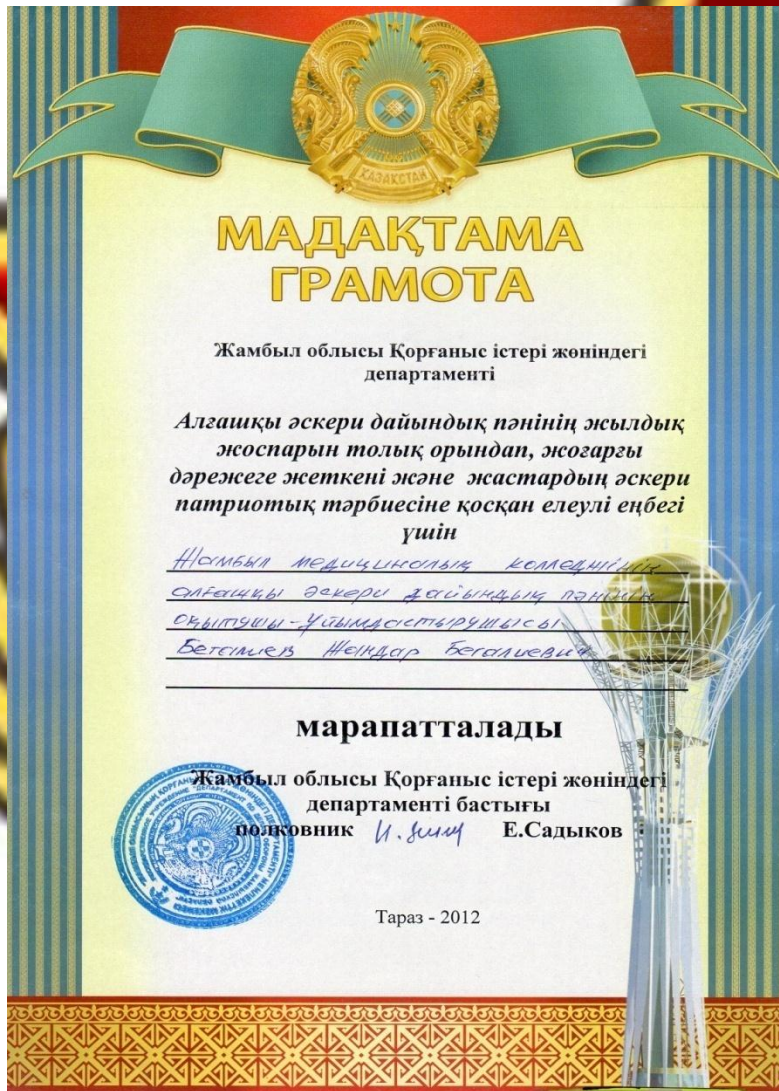 ҚАЗАҚСТАН
МАДАҚТАМА
ГРАМОТА
Жамбыл облысы Қорғаныс істері жөніндегі
департаменті
Алғашқы әскери дайындық пәнінің жылдық
жоспарын толық орындап, жоғарғы
дәрежеге жеткені және жастардың әскери
патриоттық тәрбиесіне қосқан елеулі еңбегі
үшін
Жамбыл медициналық колледжінің
алғашқы әскери дайындық пәнінің
оқытушы-ұйымдастырушысы
Бегалиев Жандар Бегалиевич
марапатталады
Жамбыл облысы Қорғаныс істері жөніндегі
департаменті бастығы
полковник Е.Садыков
Тараз - 2012